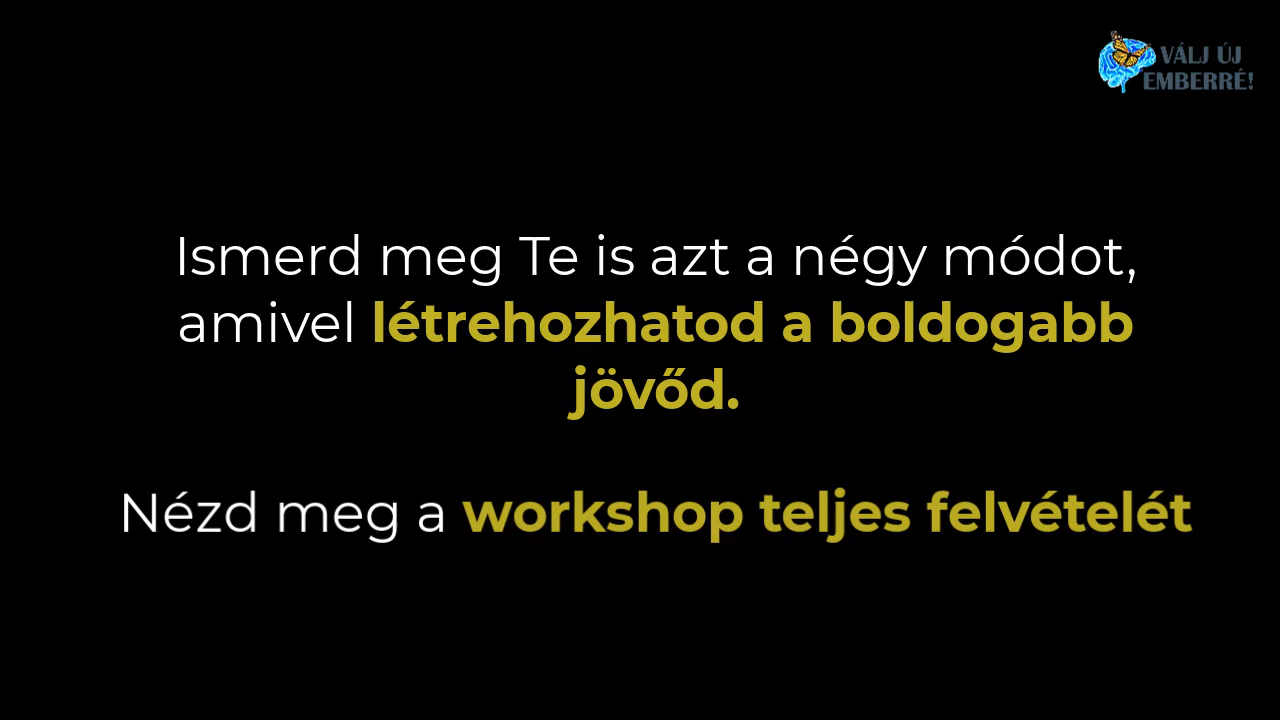 VÁLJ ÚJ
EMBERRÉ!
Ismerd meg Te is azt a négy módot,
amivel létrehozhatod a boldogabb
jövőd.
Nézd meg a workshop teljes felvételét